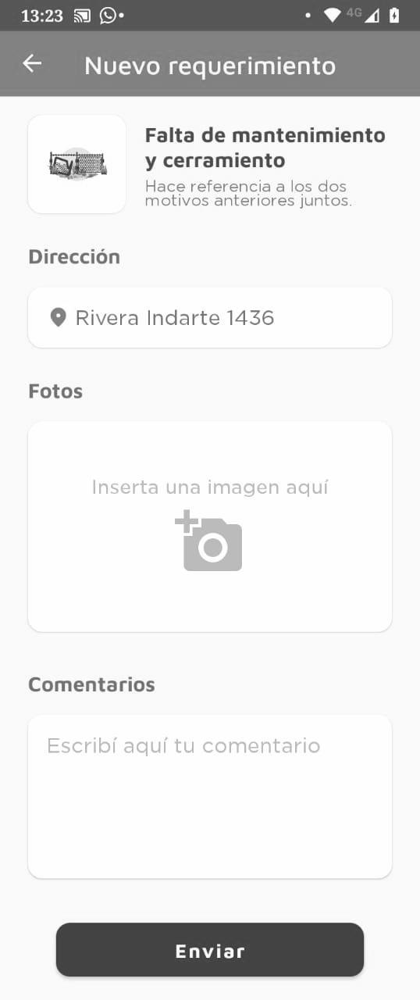 13:23
4G
Nuevo requerimiento
Falta de mantenimiento
y cerramiento
Hace referencia a los dos
motivos anteriores juntos.
Dirección
Rivera Indarte 1436
Fotos
Inserta una imagen aquí
Comentarios
Escribí aquí tu comentario
Enviar